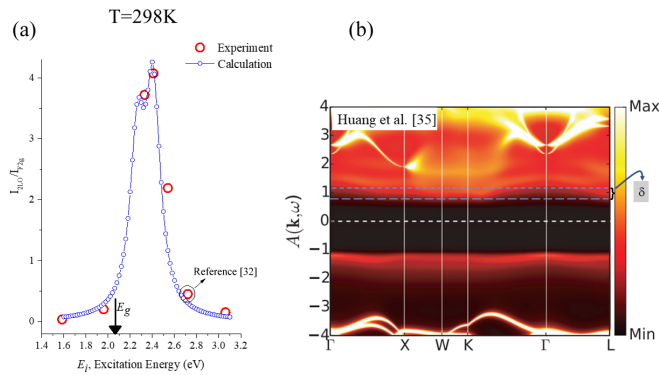 T=298K
(a)
Experiment
Calculation
I2LO/IF2g
4
3
2
1
0
Reference [32]
Eg
1.4 1.6 1.8 2.0 2.2 2.4 2.6 2.8 3.0 3.2
Ei, Excitation Energy (eV)
(b)
Huang et al. [35]
A(k,ω)
4
3
2
1
0
−1
−2
−3
−4
Γ X W K Γ L
Max
δ
Min